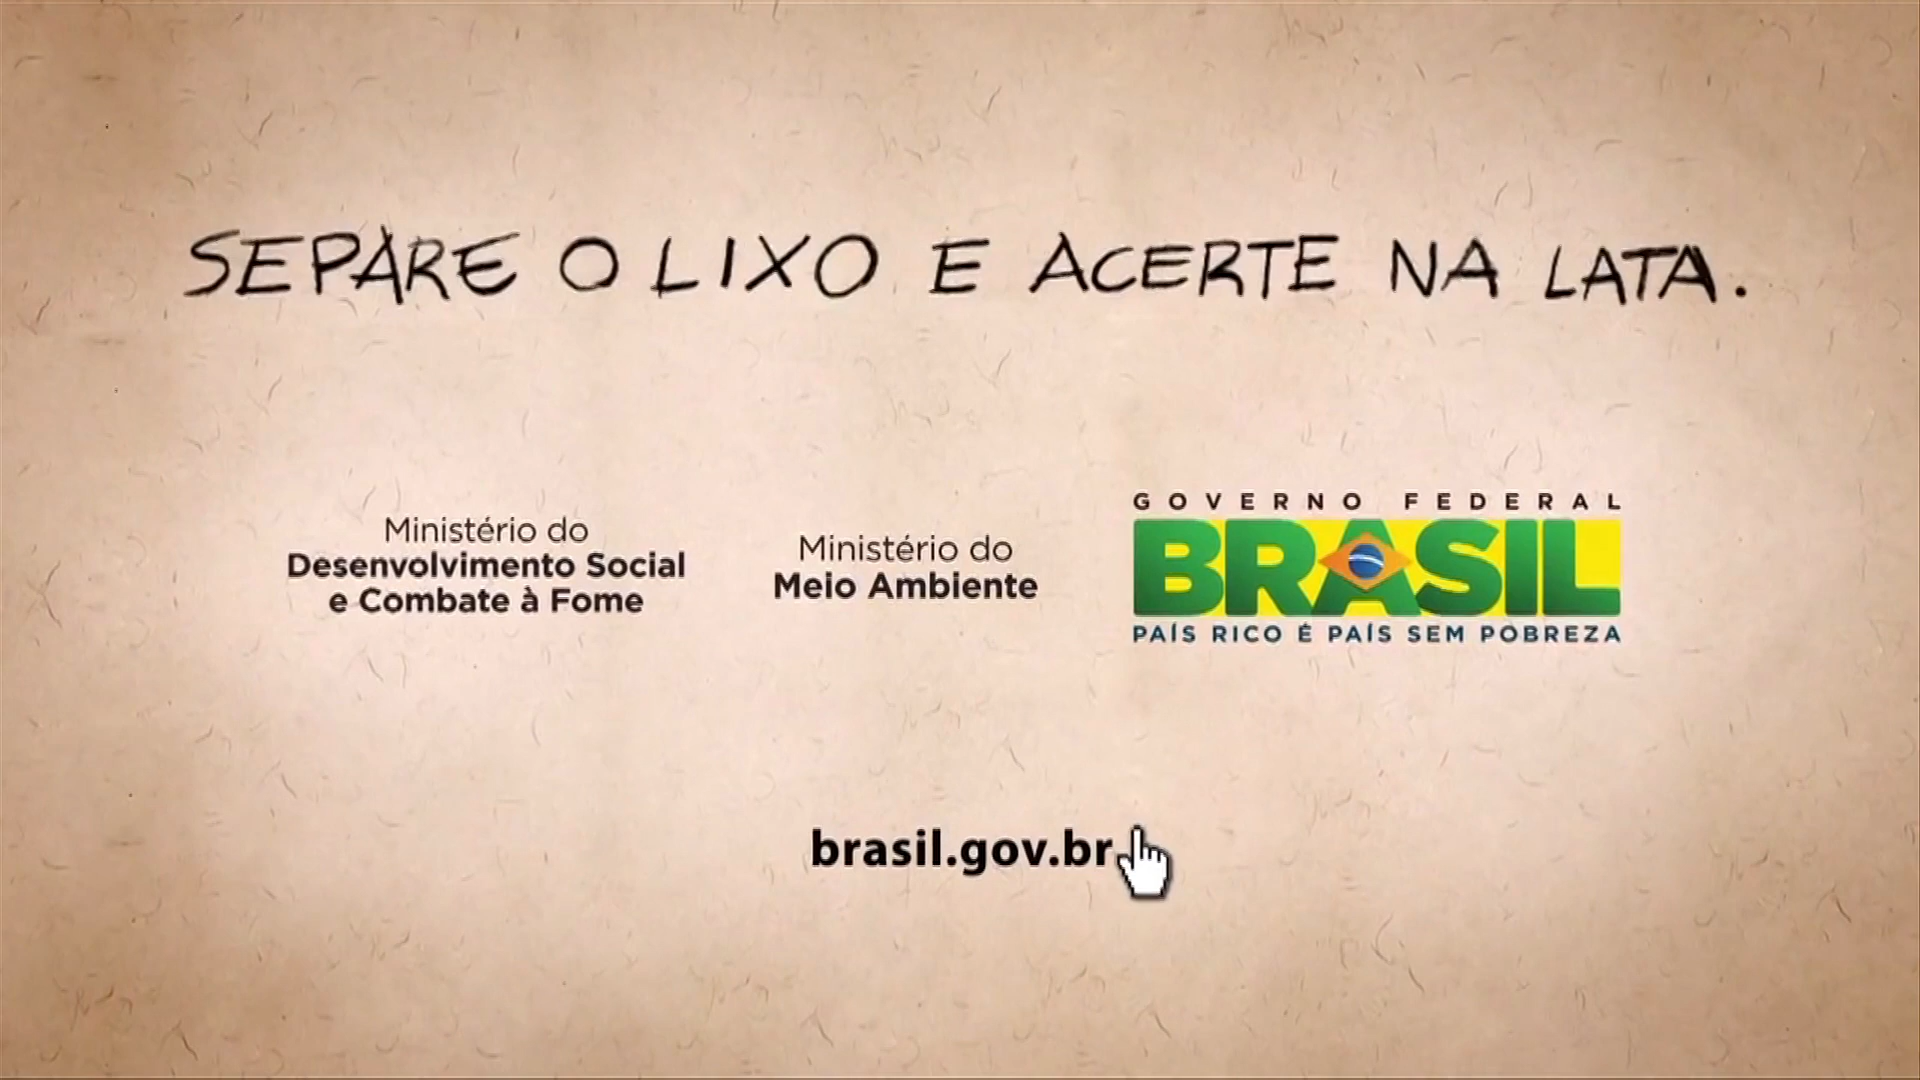 SEPARE O LIXO E ACERTE NA LATA.
Ministério do
Desenvolvimento Social
e Combate à Fome
Ministério do
Meio Ambiente
GOVERNO FEDERAL
BRASIL
PAÍS RICO É PAÍS SEM POBREZA
brasil.gov.br